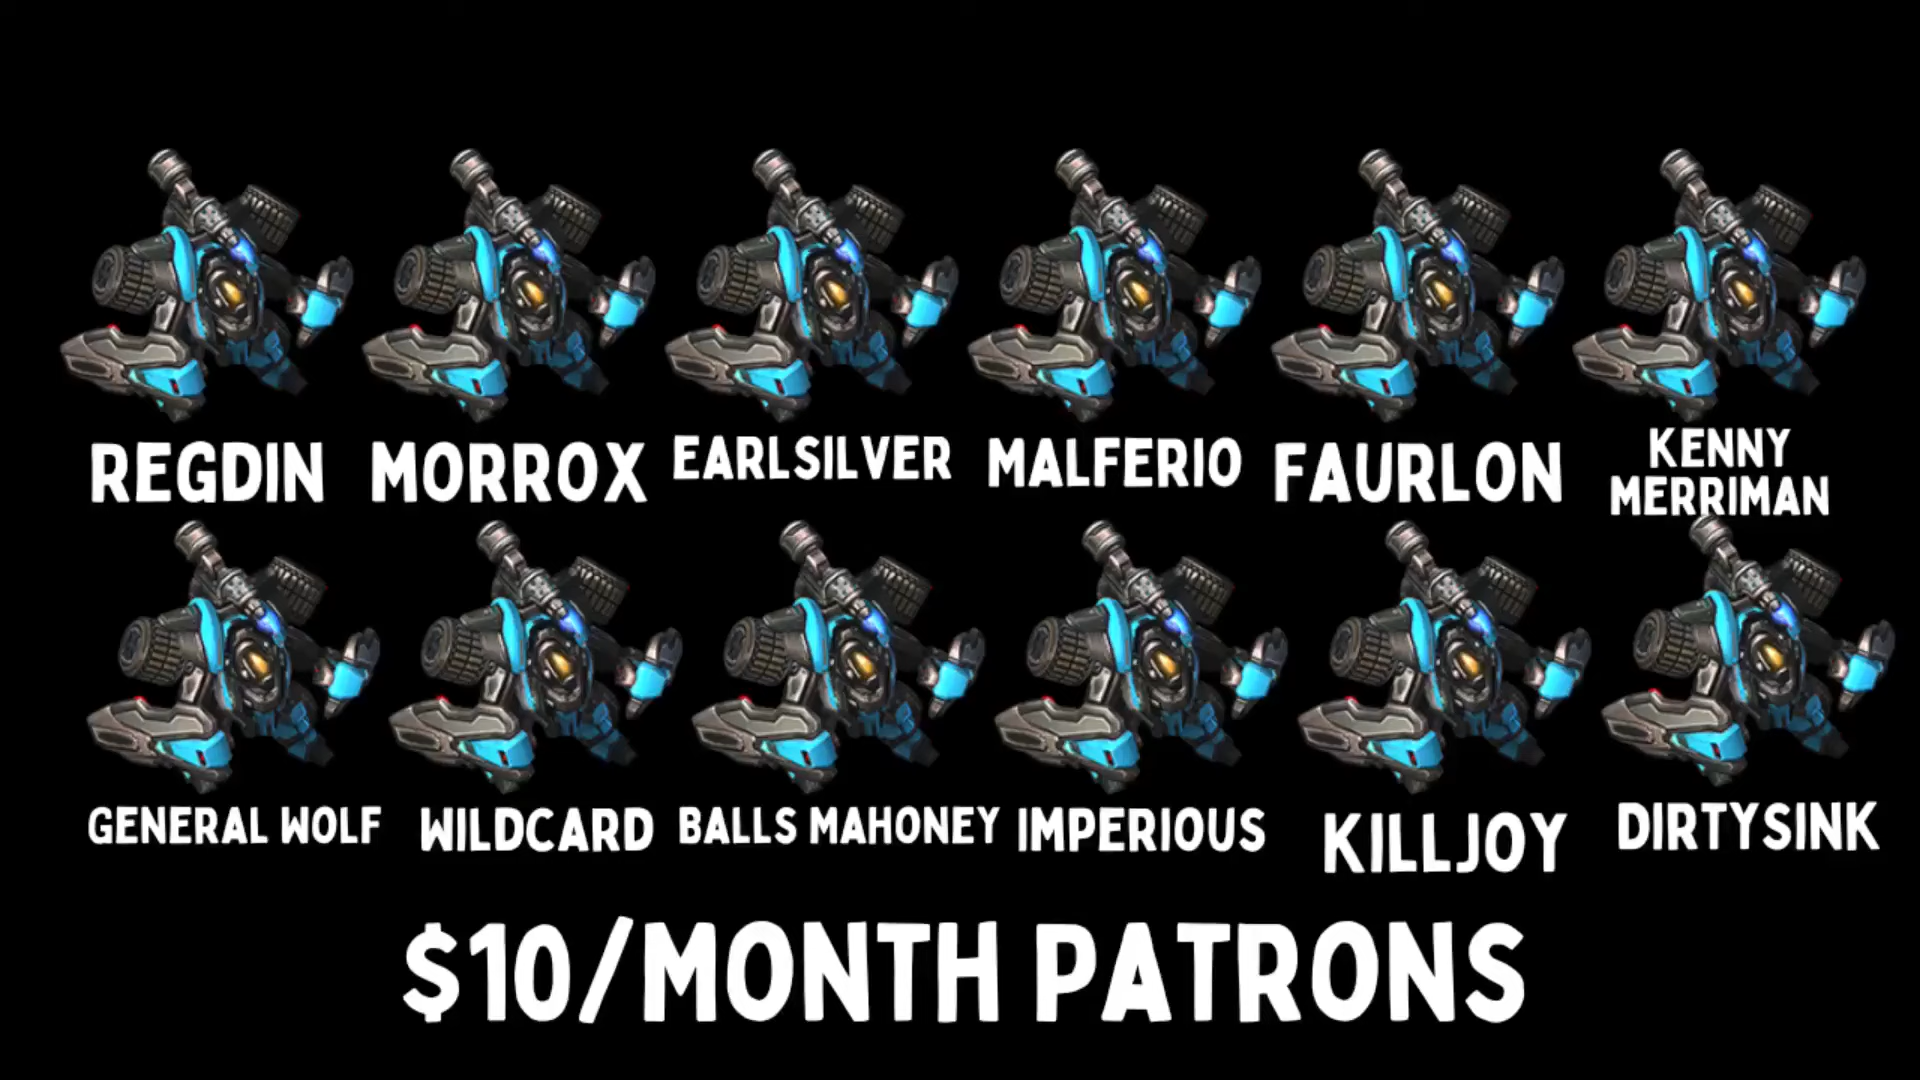 REGDIN
MORROX
EARLSILVER
MALFERIO
FAURLON
KENNY
MERRIMAN
GENERAL WOLF
WILDCARD
BALLS MAHONEY
IMPERIOUS
KILLJOY
DIRTYSINK
$10/MONTH PATRONS